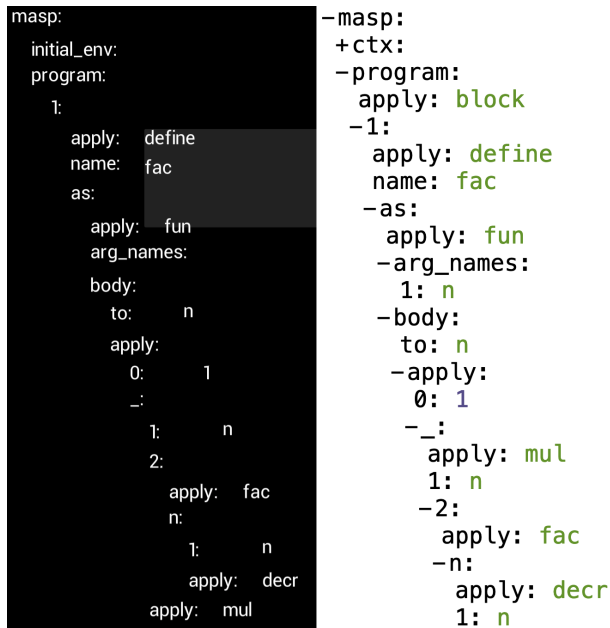 masp:
initial_env:
program:
1:
apply: define
name: fac
as:
apply: fun
arg_names:
body:
to: n
apply:
0: 1
_:
1: n
2:
apply: fac
n:
1: n
apply: decr
apply: mul
−masp:
+ctx:
−program:
apply: block
−1:
apply: define
name: fac
−as:
apply: fun
−arg_names:
1: n
−body:
to: n
−apply:
0: 1
−_:
apply: mul
1: n
−2:
apply: fac
−n:
apply: decr
1: n